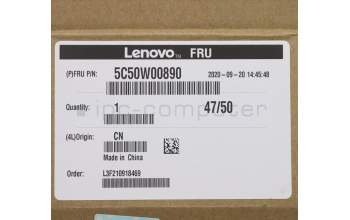 Lenovo™ FRU
(P)FRU P/N: 5C50W00890 2020-09-20 14:45:48
Quantity: 1 47/50
ipc-computer
(4L)Origin: CN
Made in China
Order: L3F210918469